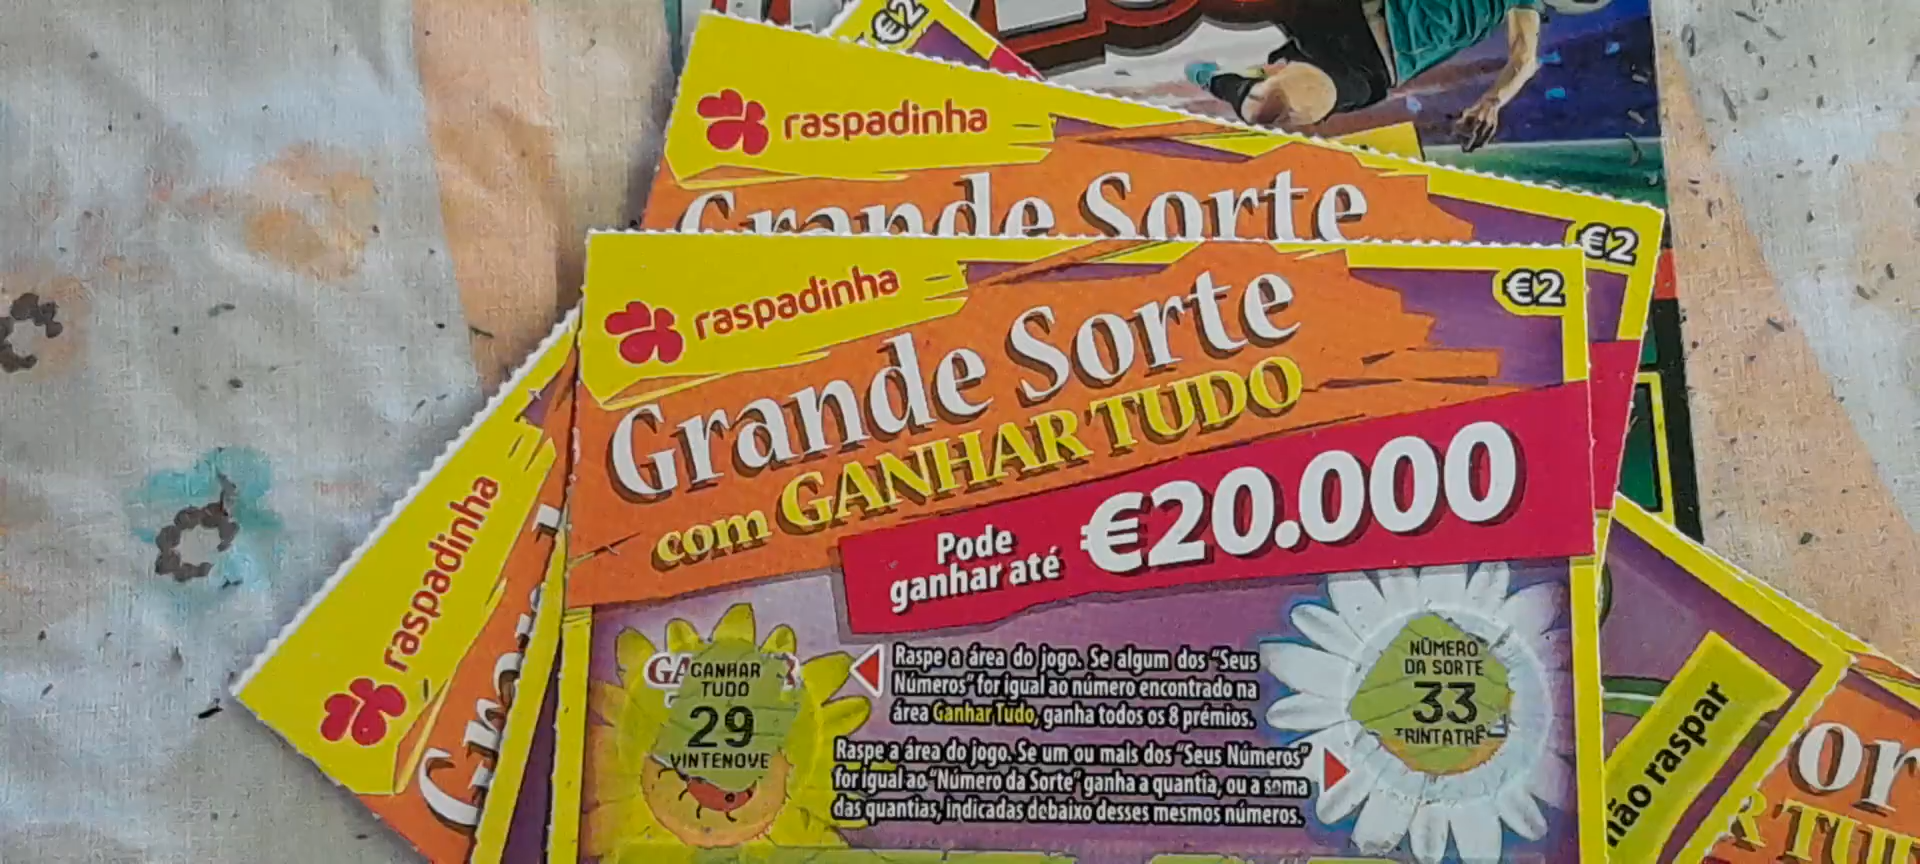 €2
raspadinha
Grande Sorte
€2
raspadinha
€2
Grande Sorte
com GANHAR TUDO
Pode
ganhar até €20.000
raspadinha
GANHAR
TUDO
29
VINTENOVE
Raspe a área do jogo. Se algum dos "Seus
Números" for igual ao número encontrado na
área Ganhar Tudo, ganha todos os 8 prémios.
Raspe a área do jogo. Se um ou mais dos "Seus Números"
for igual ao "Número da Sorte" ganha a quantia, ou a soma
das quantias, indicadas debaixo desses mesmos números.
NÚMERO
DA SORTE
33
TRINTATRÊ
não raspar